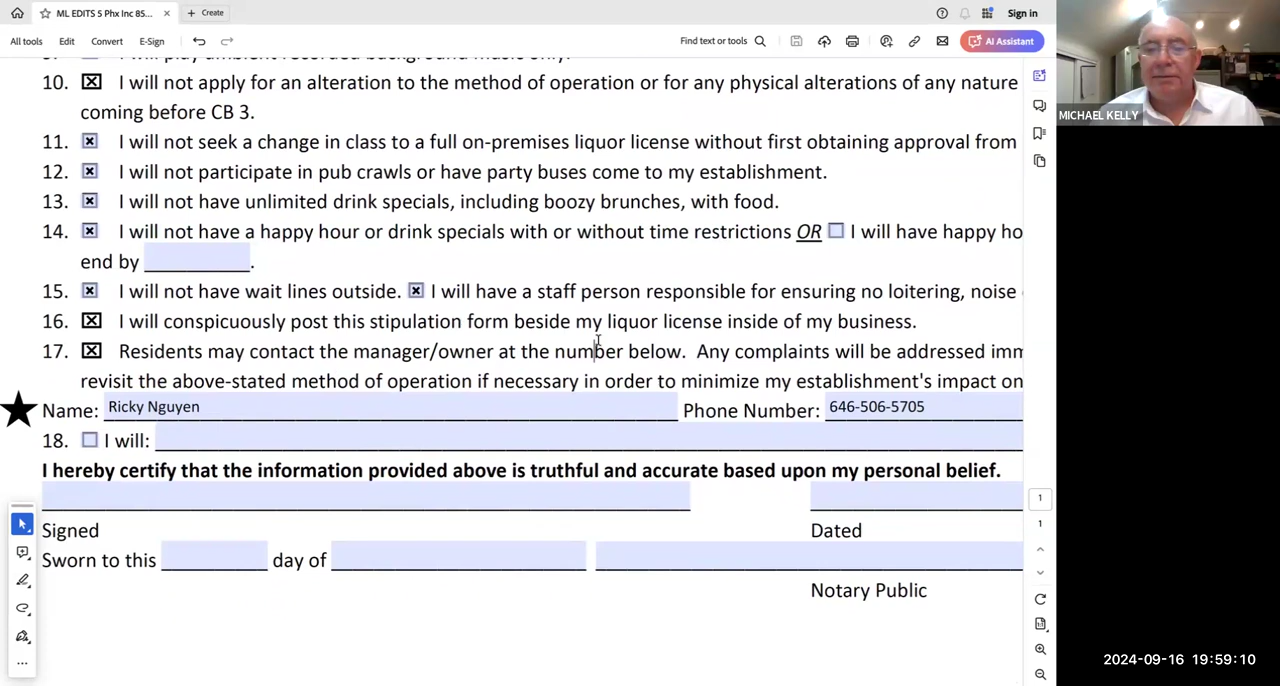 ML EDITS 5 Phx Inc 85...
Create
Sign in
All tools
Edit
Convert
E-Sign
Find text or tools
AI Assistant
10. I will not apply for an alteration to the method of operation or for any physical alterations of any nature
coming before CB 3.
11. I will not seek a change in class to a full on-premises liquor license without first obtaining approval from
12. I will not participate in pub crawls or have party buses come to my establishment.
13. I will not have unlimited drink specials, including boozy brunches, with food.
14. I will not have a happy hour or drink specials with or without time restrictions OR I will have happy ho
end by ____.
15. I will not have wait lines outside. I will have a staff person responsible for ensuring no loitering, noise
16. I will conspicuously post this stipulation form beside my liquor license inside of my business.
17. Residents may contact the manager/owner at the number below. Any complaints will be addressed imm
revisit the above-stated method of operation if necessary in order to minimize my establishment's impact on
Name: Ricky Nguyen Phone Number: 646-506-5705
18. I will:
I hereby certify that the information provided above is truthful and accurate based upon my personal belief.
Signed Dated
Sworn to this ____ day of
Notary Public
1
1
MICHAEL KELLY
2024-09-16 19:59:10